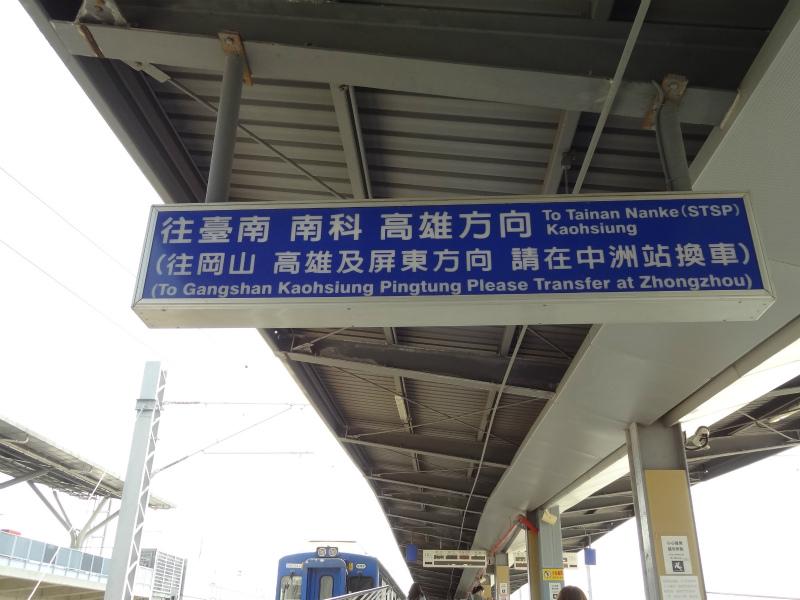 往臺南 南科 高雄方向 To Tainan Nanke(STSP)
Kaohsiung
(往岡山 高雄及屏東方向 請在中洲站換車)
(To Gangshan Kaohsiung Pingtung Please Transfer at Zhongzhou)